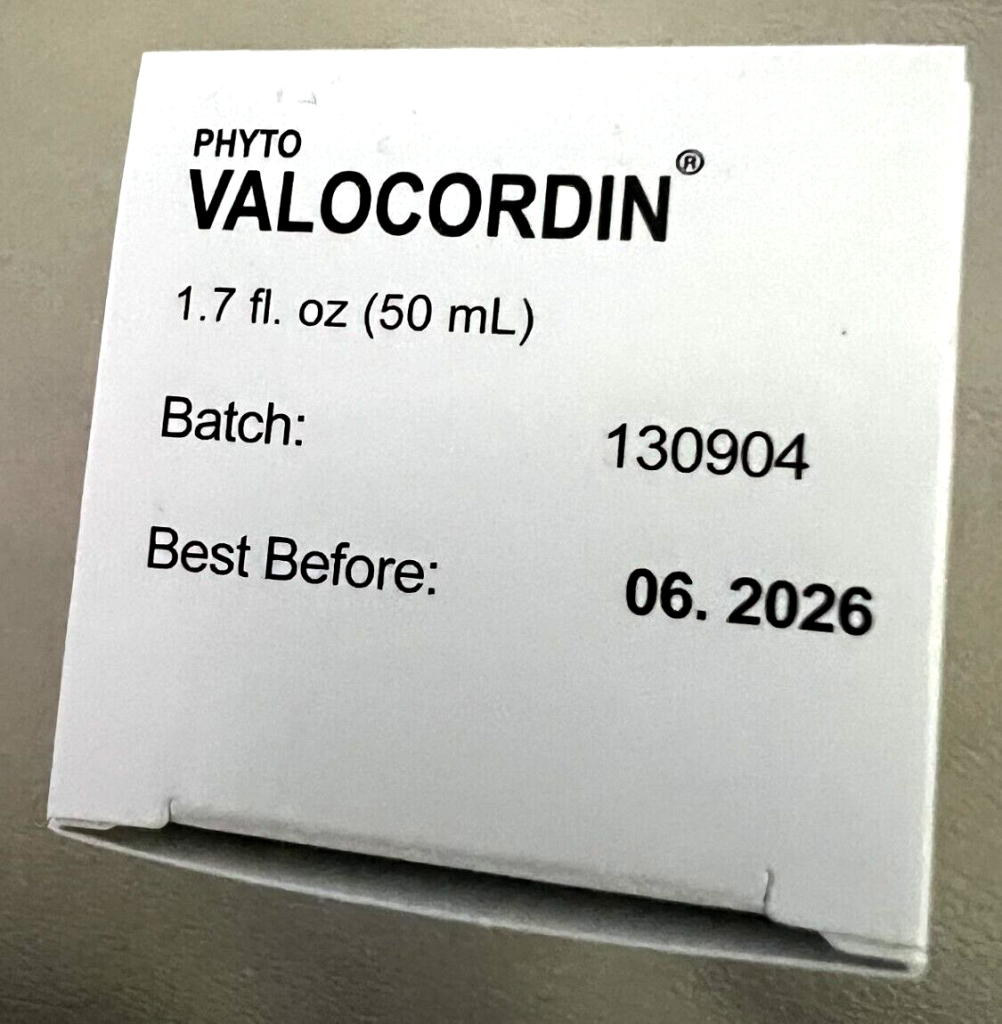 PHYTO
VALOCORDIN®
1.7 fl. oz (50 mL)
Batch: 130904
Best Before: 06. 2026